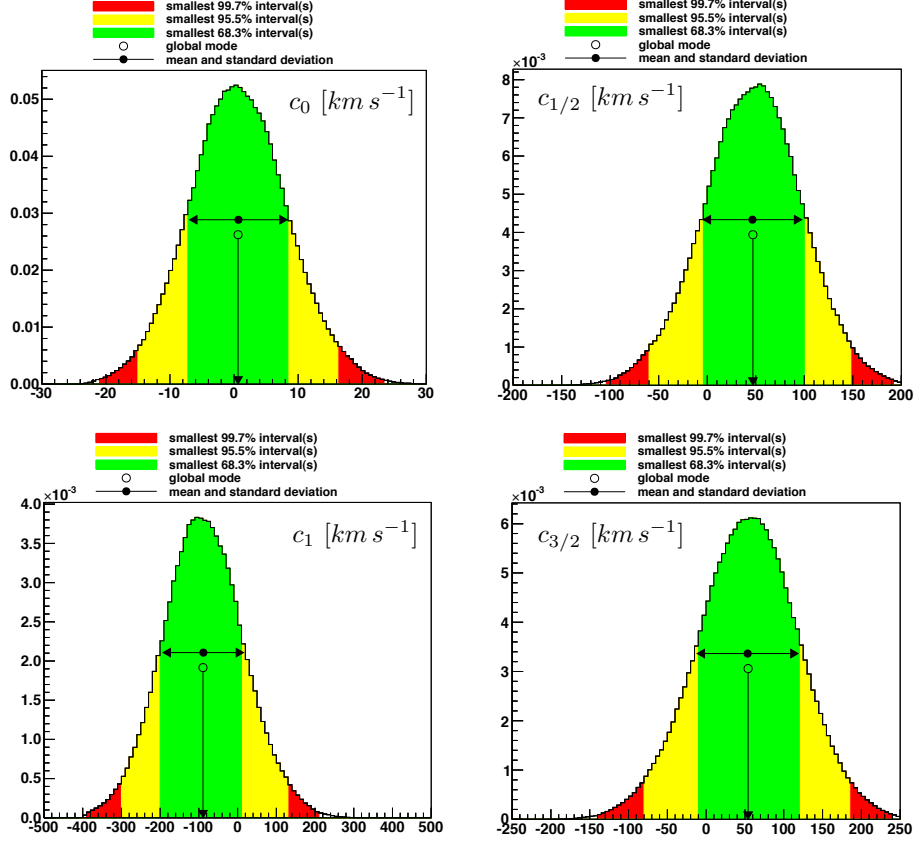 smallest 99.7% interval(s)
smallest 95.5% interval(s)
smallest 68.3% interval(s)
global mode
mean and standard deviation
c_0 [km s^{-1}]
0.05
0.04
0.03
0.02
0.01
0.00
-30 -20 -10 0 10 20 30
smallest 99.7% interval(s)
smallest 95.5% interval(s)
smallest 68.3% interval(s)
global mode
mean and standard deviation
×10^{-3}
c_{1/2} [km s^{-1}]
8
7
6
5
4
3
2
1
0
-200 -150 -100 -50 0 50 100 150 200
smallest 99.7% interval(s)
smallest 95.5% interval(s)
smallest 68.3% interval(s)
global mode
mean and standard deviation
×10^{-3}
c_1 [km s^{-1}]
4.0
3.5
3.0
2.5
2.0
1.5
1.0
0.5
0.0
-500 -400 -300 -200 -100 0 100 200 300 400 500
smallest 99.7% interval(s)
smallest 95.5% interval(s)
smallest 68.3% interval(s)
global mode
mean and standard deviation
×10^{-3}
c_{3/2} [km s^{-1}]
6
5
4
3
2
1
0
-250 -200 -150 -100 -50 0 50 100 150 200 250